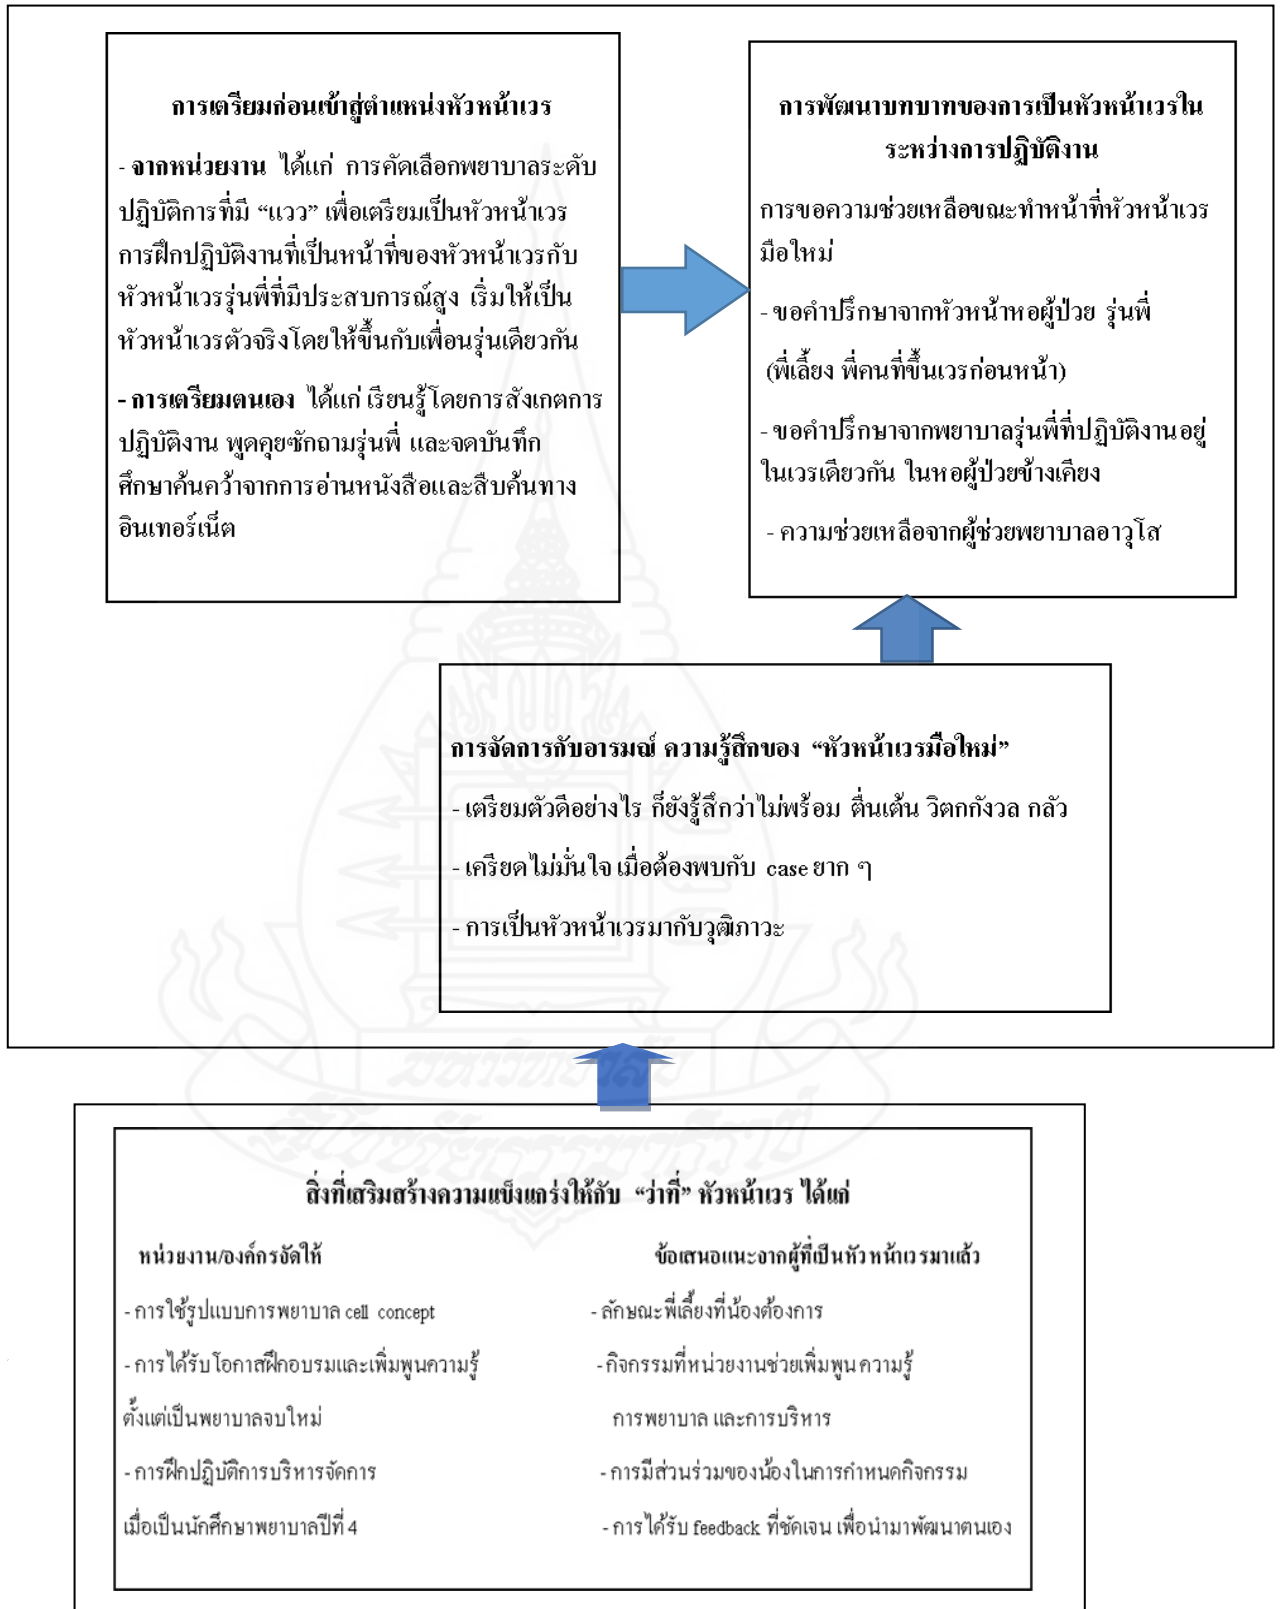 การเตรียมก่อนเข้าสู่ตำแหน่งหัวหน้าเวร
- จากหน่วยงาน ได้แก่ การคัดเลือกพยาบาลระดับ
ปฏิบัติการที่มี “แวว” เพื่อเตรียมเป็นหัวหน้าเวร
การฝึกปฏิบัติงานที่เป็นหน้าที่ของหัวหน้าเวรกับ
หัวหน้าเวรรุ่นพี่ที่มีประสบการณ์สูง เริ่มให้เป็น
หัวหน้าเวรตัวจริงโดยให้ขึ้นกับเพื่อนรุ่นเดียวกัน
- การเตรียมตนเอง ได้แก่ เรียนรู้โดยการสังเกตการ
ปฏิบัติงาน พูดคุยซักถามรุ่นพี่ และจดบันทึก
ศึกษาค้นคว้าจากการอ่านหนังสือและสืบค้นทาง
อินเทอร์เน็ต
การพัฒนาบทบาทของการเป็นหัวหน้าเวรใน
ระหว่างการปฏิบัติงาน
การขอความช่วยเหลือขณะทำหน้าที่หัวหน้าเวร
มือใหม่
- ขอคำปรึกษาจากหัวหน้าหอผู้ป่วย รุ่นพี่
(พี่เลี้ยง พี่คนที่ขึ้นเวรก่อนหน้า)
- ขอคำปรึกษาจากพยาบาลรุ่นพี่ที่ปฏิบัติงานอยู่
ในเวรเดียวกัน ในหอผู้ป่วยข้างเคียง
- ความช่วยเหลือจากผู้ช่วยพยาบาลอาวุโส
การจัดการกับอารมณ์ ความรู้สึกของ “หัวหน้าเวรมือใหม่”
- เตรียมตัวดีอย่างไร ก็ยังรู้สึกว่าไม่พร้อม ตื่นเต้น วิตกกังวล กลัว
- เครียดไม่มั่นใจ เมื่อต้องพบกับ case ยาก ๆ
- การเป็นหัวหน้าเวรมากับวุฒิภาวะ
มหาวิทยาลัย
สุโขทัยธรรมาธิราช
สิ่งที่เสริมสร้างความแข็งแกร่งให้กับ “ว่าที่” หัวหน้าเวร ได้แก่
หน่วยงาน/องค์กรจัดให้
- การใช้รูปแบบการพยาบาล cell concept
- การได้รับโอกาสฝึกอบรมและเพิ่มพูนความรู้
ตั้งแต่เป็นพยาบาลจบใหม่
- การฝึกปฏิบัติการบริหารจัดการ
เมื่อเป็นนักศึกษาพยาบาลปีที่ 4
ข้อเสนอแนะจากผู้ที่เป็นหัวหน้าเวรมาแล้ว
- ลักษณะพี่เลี้ยงที่น้องต้องการ
- กิจกรรมที่หน่วยงานช่วยเพิ่มพูนความรู้
การพยาบาล และการบริหาร
- การมีส่วนร่วมของน้องในการกำหนดกิจกรรม
- การได้รับ feedback ที่ชัดเจน เพื่อนำมาพัฒนาตนเอง